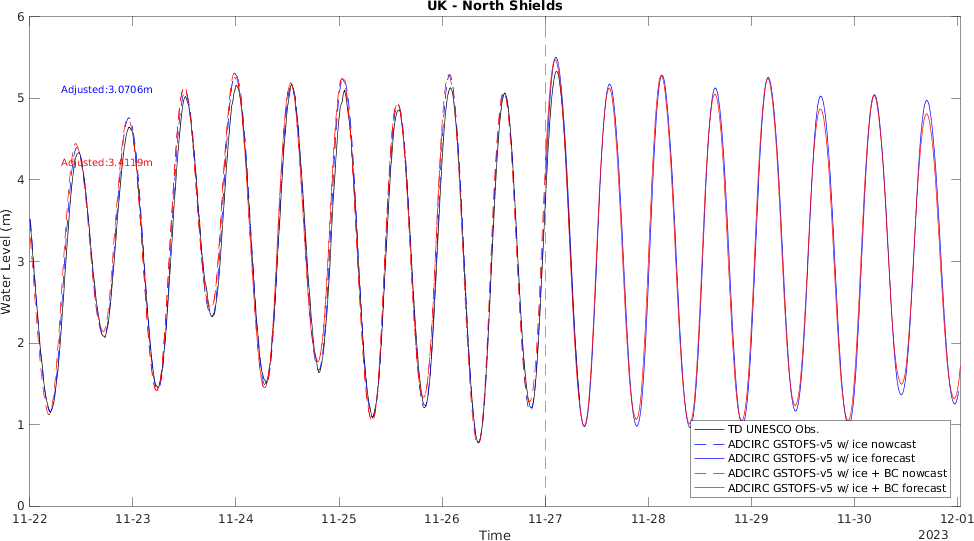 UK - North Shields
6
5
4
3
2
1
0
Water Level (m)
Adjusted:3.0706m
Adjusted:3.4119m
TD UNESCO Obs.
ADCIRC GSTOFS-v5 w/ ice nowcast
ADCIRC GSTOFS-v5 w/ ice forecast
ADCIRC GSTOFS-v5 w/ ice + BC nowcast
ADCIRC GSTOFS-v5 w/ ice + BC forecast
11-22 11-23 11-24 11-25 11-26 11-27 11-28 11-29 11-30 12-01
Time
2023